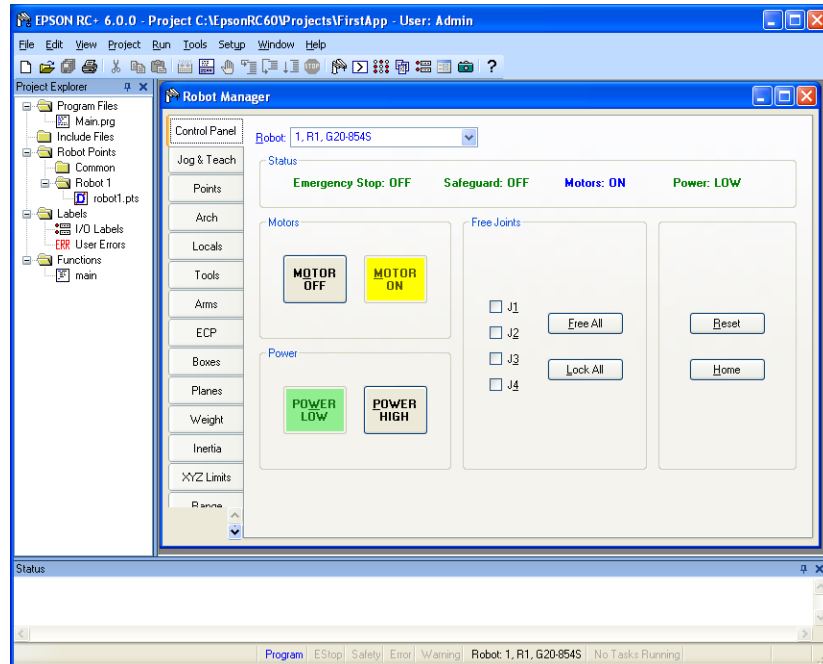 EPSON RC+ 6.0.0 - Project C:\EpsonRC60\Projects\FirstApp - User: Admin
File Edit View Project Run Tools Setup Window Help
STOP
?
Project Explorer
Program Files
Main.prg
Include Files
Robot Points
Common
Robot 1
robot1.pts
Labels
I/O Labels
ERR User Errors
Functions
main
Robot Manager
Control Panel
Jog & Teach
Points
Arch
Locals
Tools
Arms
ECP
Boxes
Planes
Weight
Inertia
XYZ Limits
Range
Robot: 1, R1, G20-854S
Status
Emergency Stop: OFF Safeguard: OFF Motors: ON Power: LOW
Motors
MOTOR OFF
MOTOR ON
Power
POWER LOW
POWER HIGH
Free Joints
J1
J2
J3
J4
Free All
Lock All
Reset
Home
Status
Program EStop Safety Error Warning Robot: 1, R1, G20-854S No Tasks Running